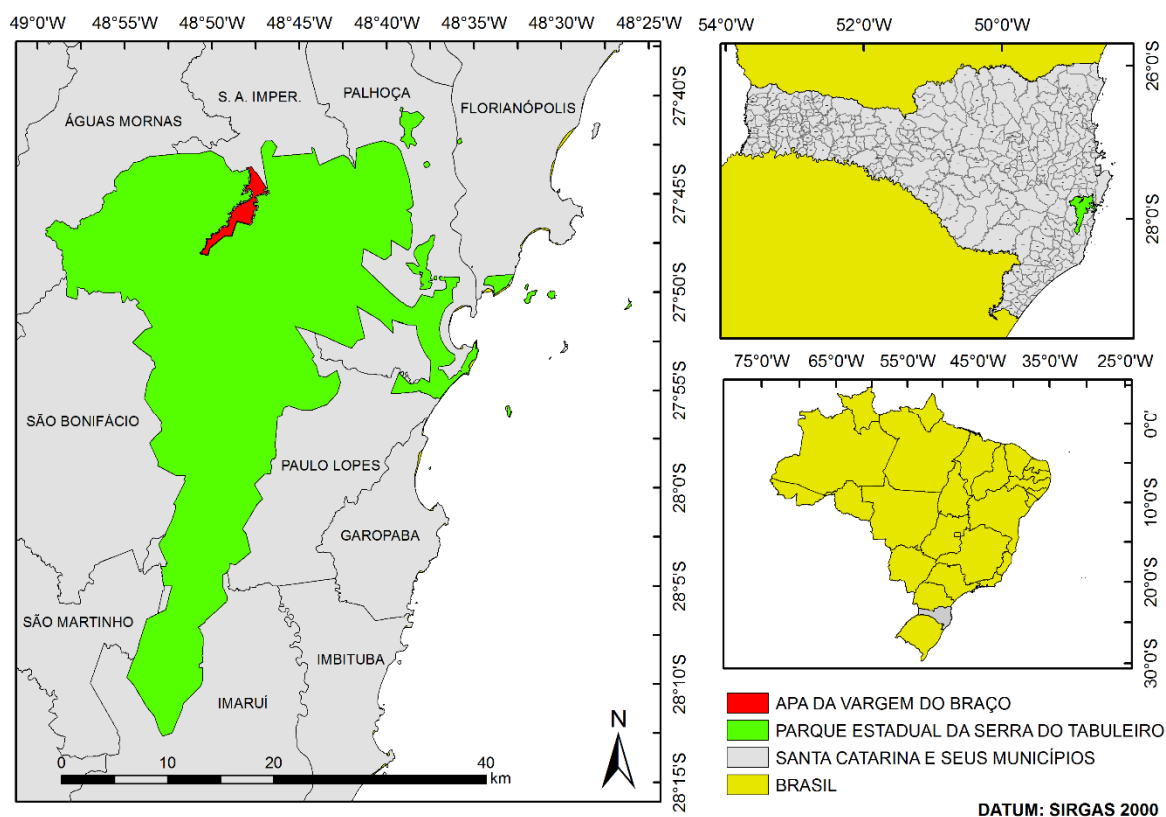 49°0'W 48°55'W 48°50'W 48°45'W 48°40'W 48°35'W 48°30'W 48°25'W
27°40'S
27°45'S
27°50'S
27°55'S
28°0'S
28°5'S
28°10'S
28°15'S
S. A. IMPER.
PALHOÇA
FLORIANÓPOLIS
ÁGUAS MORNAS
SÃO BONIFÁCIO
PAULO LOPES
GAROPABA
SÃO MARTINHO
IMBITUBA
IMARUÍ
N
0 10 20 40
km
54°0'W 52°0'W 50°0'W
26°0'S
28°0'S
75°0'W 65°0'W 55°0'W 45°0'W 35°0'W 25°0'W
0°C'
10°0'S
20°0'S
30°0'S
APA DA VARGEM DO BRAÇO
PARQUE ESTADUAL DA SERRA DO TABULEIRO
SANTA CATARINA E SEUS MUNICÍPIOS
BRASIL
DATUM: SIRGAS 2000